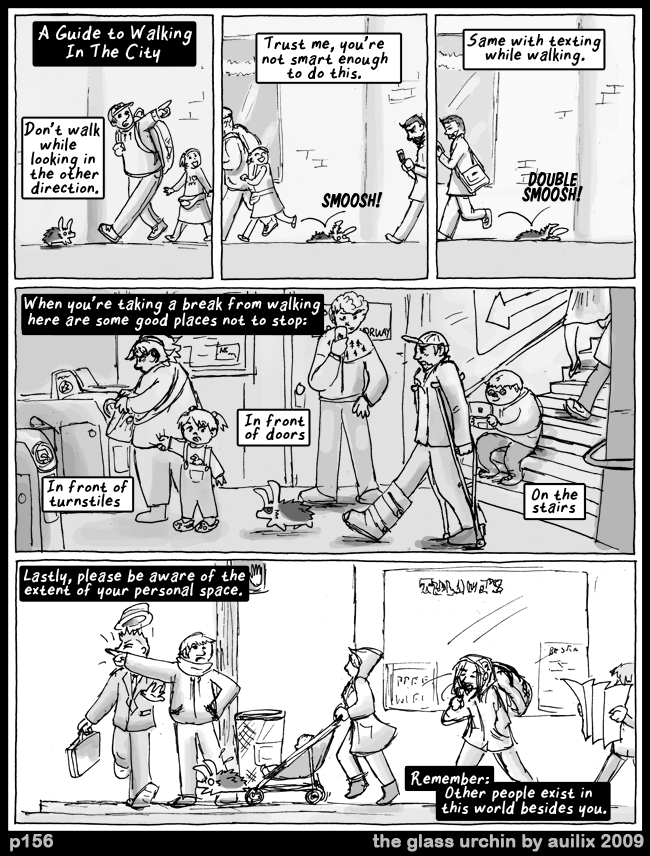 A Guide to Walking
In The City
Don't walk
while
looking in
the other
direction.
Trust me, you're
not smart enough
to do this.
SMOOSH!
Same with texting
while walking.
DOUBLE
SMOOSH!
When you're taking a break from walking
here are some good places not to stop:
In front of
turnstiles
In front
of doors
On the
stairs
Lastly, please be aware of the
extent of your personal space.
FREE
WIFI
Remember:
Other people exist in
this world besides you.
p156
the glass urchin by auilix 2009